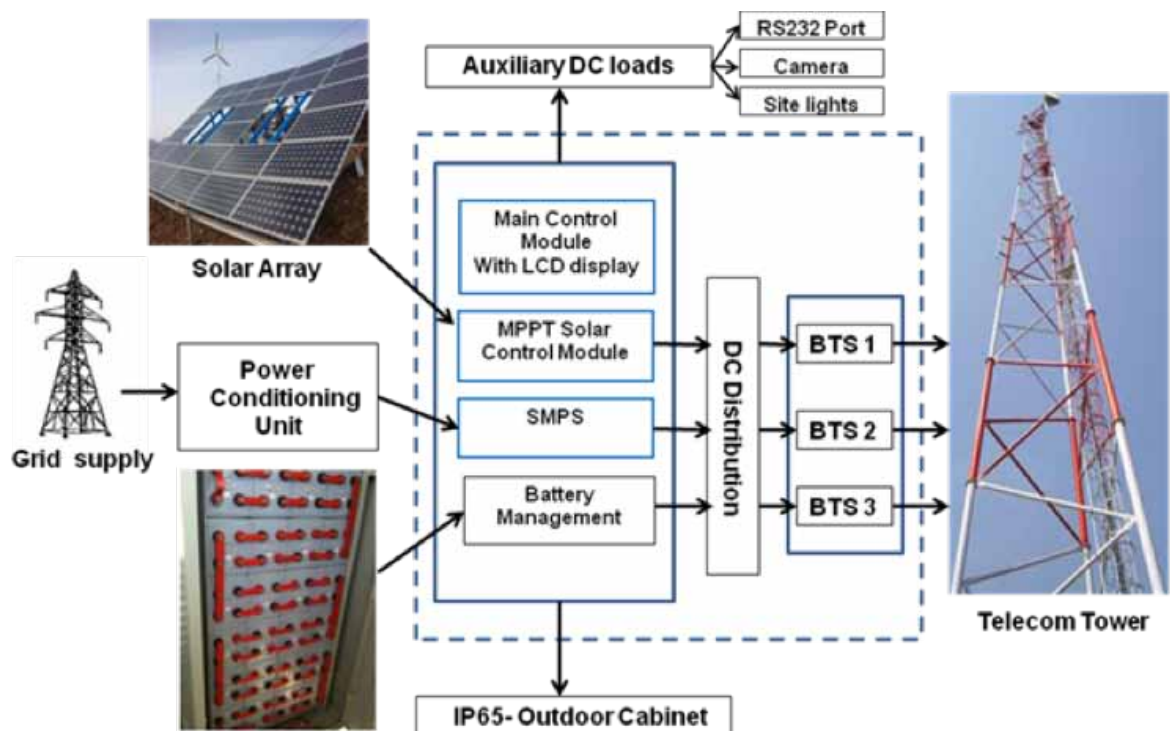 RS232 Port
Auxiliary DC loads
Camera
Site lights
Solar Array
Main Control
Module
With LCD display
MPPT Solar
Control Module
Grid supply
Power
Conditioning
Unit
SMPS
Battery
Management
DC Distribution
BTS 1
BTS 2
BTS 3
Telecom Tower
IP65- Outdoor Cabinet